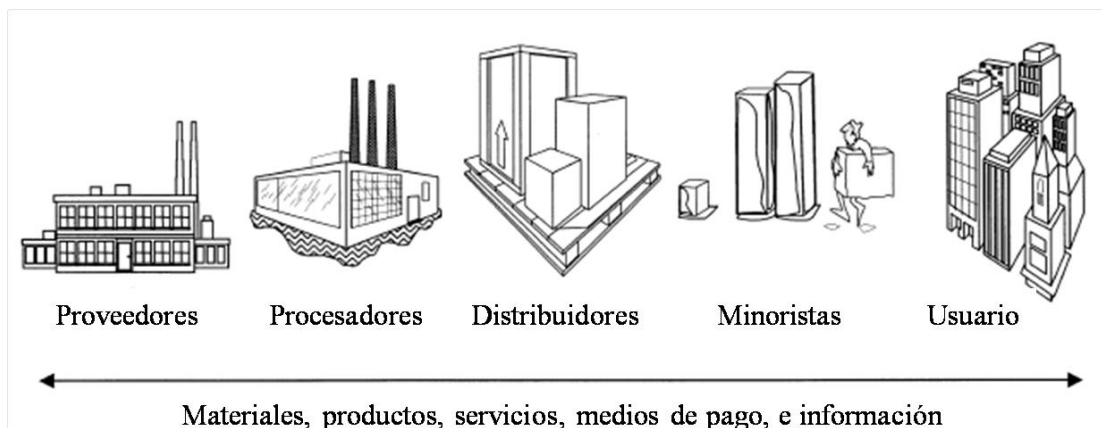 Proveedores Procesadores Distribuidores Minoristas Usuario
Materiales, productos, servicios, medios de pago, e información